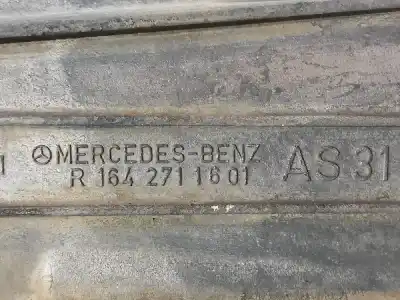 MERCEDES-BENZ AS 31
R 164 271 16 01